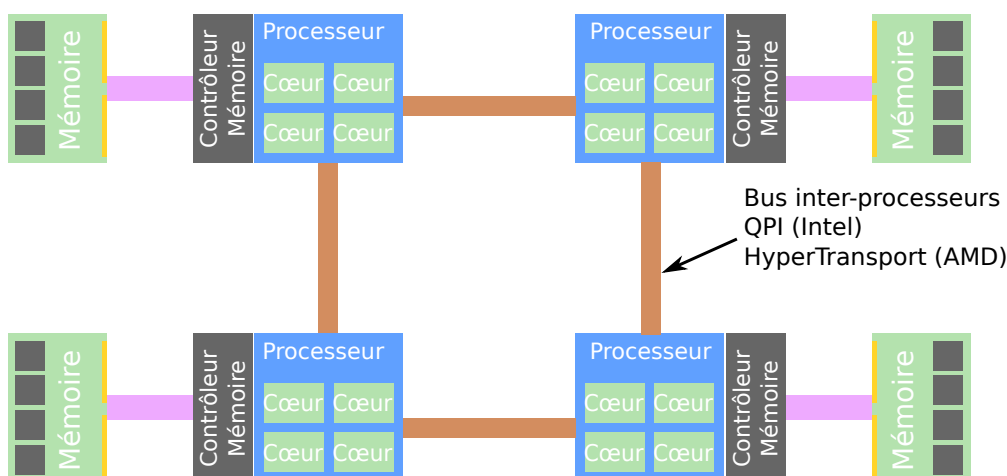 Mémoire
Contrôleur
Mémoire
Processeur
Cœur Cœur
Cœur Cœur
Processeur
Cœur Cœur
Cœur Cœur
Contrôleur
Mémoire
Mémoire
Bus inter-processeurs
QPI (Intel)
HyperTransport (AMD)
Mémoire
Contrôleur
Mémoire
Processeur
Cœur Cœur
Cœur Cœur
Processeur
Cœur Cœur
Cœur Cœur
Contrôleur
Mémoire
Mémoire